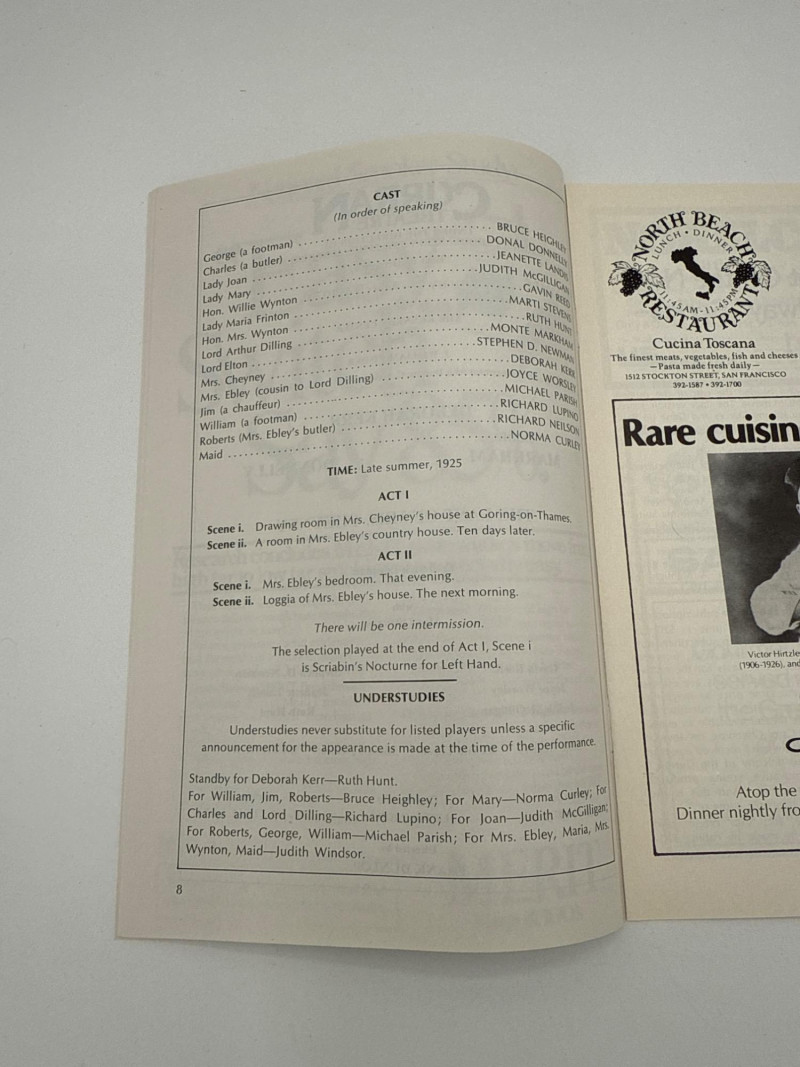 CAST
(In order of speaking)
George (a footman) . . . . . . . . . . . . . . . . . . . . BRUCE HEIGHLEY
Charles (a butler) . . . . . . . . . . . . . . . . . . . . DONAL DONNELLY
Lady Joan . . . . . . . . . . . . . . . . . . . . JEANETTE LANDIS
Lady Mary . . . . . . . . . . . . . . . . . . . . JUDITH McGILLIGAN
Hon. Willie Wynton . . . . . . . . . . . . . . . . . . . . GAVIN REED
Lady Maria Frinton . . . . . . . . . . . . . . . . . . . . MARTI STEVENS
Hon. Mrs. Wynton . . . . . . . . . . . . . . . . . . . . RUTH HUNT
Lord Arthur Dilling . . . . . . . . . . . . . . . . . . . . MONTE MARKHAM
Lord Elton . . . . . . . . . . . . . . . . . . . . STEPHEN D. NEWMAN
Mrs. Cheyney . . . . . . . . . . . . . . . . . . . . DEBORAH KERR
Mrs. Ebley (cousin to Lord Dilling) . . . . . . . . . . . . . . . . . . . . JOYCE WORSLEY
Jim (a chauffeur) . . . . . . . . . . . . . . . . . . . . MICHAEL PARISH
William (a footman) . . . . . . . . . . . . . . . . . . . . RICHARD LUPINO
Roberts (Mrs. Ebley's butler) . . . . . . . . . . . . . . . . . . . . RICHARD NEILSON
Maid . . . . . . . . . . . . . . . . . . . . NORMA CURLEY
TIME: Late summer, 1925
ACT I
Scene i. Drawing room in Mrs. Cheyney's house at Goring-on-Thames.
Scene ii. A room in Mrs. Ebley's country house. Ten days later.
ACT II
Scene i. Mrs. Ebley's bedroom. That evening.
Scene ii. Loggia of Mrs. Ebley's house. The next morning.
There will be one intermission.
The selection played at the end of Act I, Scene i
is Scriabin's Nocturne for Left Hand.
UNDERSTUDIES
Understudies never substitute for listed players unless a specific
announcement for the appearance is made at the time of the performance.
Standby for Deborah Kerr—Ruth Hunt.
For William, Jim, Roberts—Bruce Heighley; For Mary—Norma Curley; For
Charles and Lord Dilling—Richard Lupino; For Joan—Judith McGilligan;
For Roberts, George, William—Michael Parish; For Mrs. Ebley, Maria, Mrs.
Wynton, Maid—Judith Windsor.
8
NORTH BEACH
LUNCH • DINNER
11:45 AM - 11:45 PM
RESTAURANT
Cucina Toscana
The finest meats, vegetables, fish and cheeses
—Pasta made fresh daily—
1512 STOCKTON STREET, SAN FRANCISCO
392-1587 • 392-1700
Rare cuisin
Victor Hirtzle
(1906-1926), and
Atop the
Dinner nightly fro